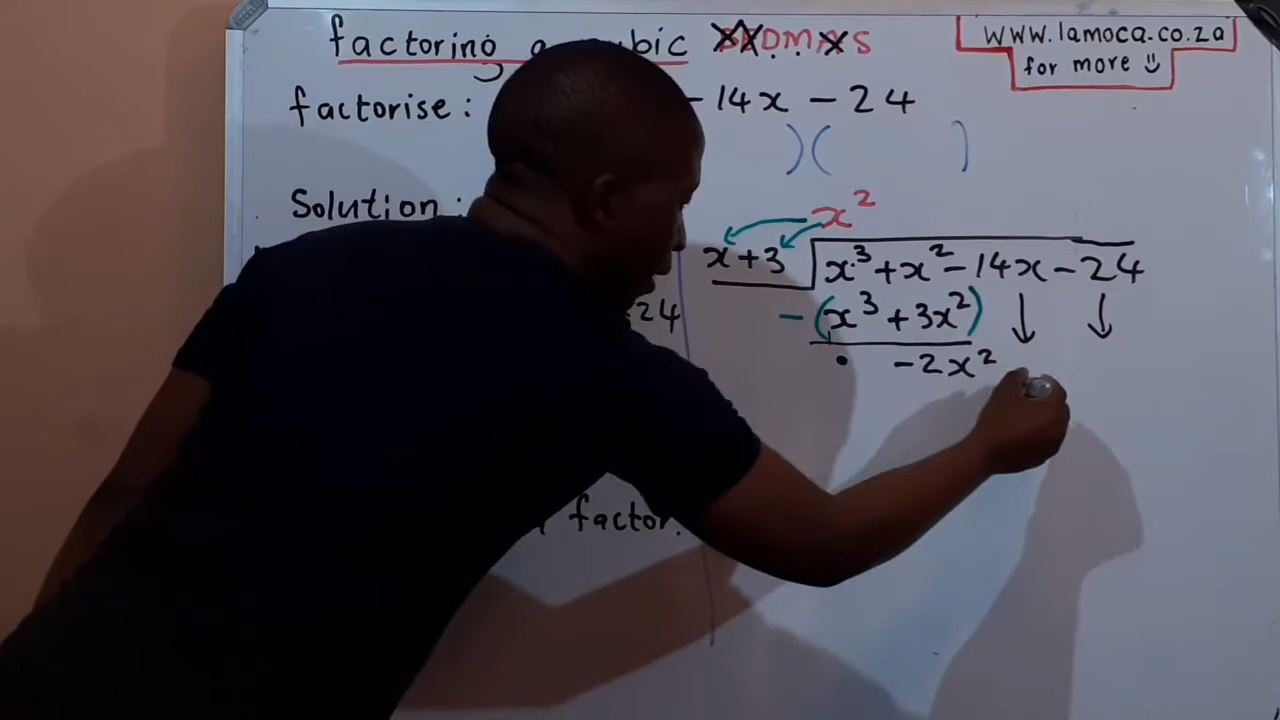 factoring a cubic BODMAS
www.lamoca.co.za
for more
factorise: - 14x - 24
)( )
Solution:
x²
x+3 x³+x²-14x-24
24 -(x³+3x²)
-2x²
factor.